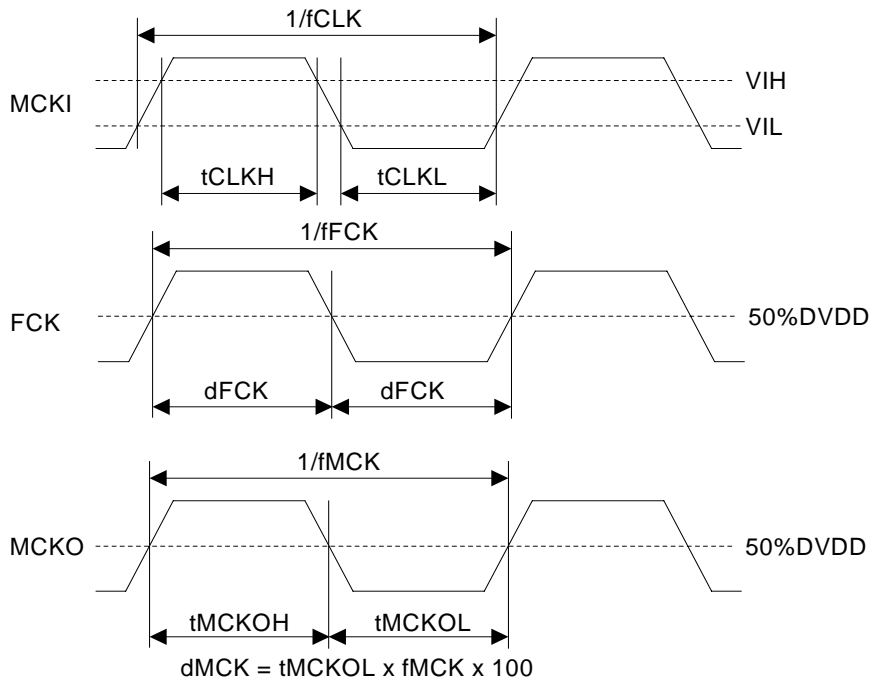 1/fCLK
VIH
MCKI
VIL
tCLKH
tCLKL
1/fFCK
FCK
50%DVDD
dFCK
dFCK
1/fMCK
MCKO
50%DVDD
tMCKOH
tMCKOL
dMCK = tMCKOL x fMCK x 100